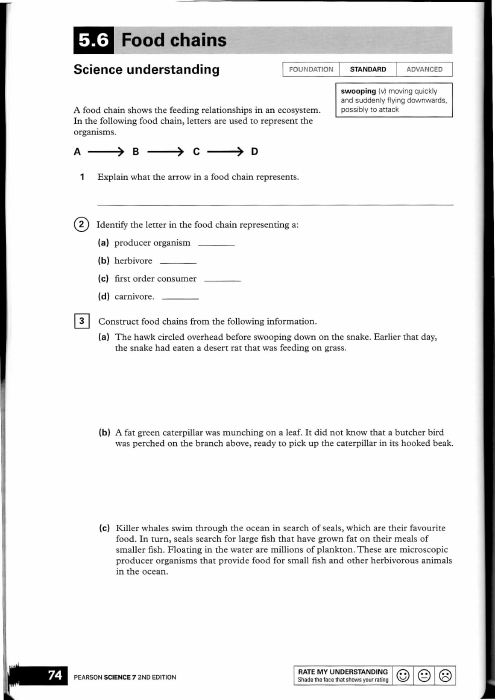 5.6 Food chains
Science understanding
FOUNDATION STANDARD ADVANCED
swooping (v) moving quickly
and suddenly flying downwards,
possibly to attack
A food chain shows the feeding relationships in an ecosystem.
In the following food chain, letters are used to represent the
organisms.
A ⟶ B ⟶ C ⟶ D
1 Explain what the arrow in a food chain represents.
2 Identify the letter in the food chain representing a:
(a) producer organism
(b) herbivore
(c) first order consumer
(d) carnivore.
3 Construct food chains from the following information.
(a) The hawk circled overhead before swooping down on the snake. Earlier that day,
the snake had eaten a desert rat that was feeding on grass.
(b) A fat green caterpillar was munching on a leaf. It did not know that a butcher bird
was perched on the branch above, ready to pick up the caterpillar in its hooked beak.
(c) Killer whales swim through the ocean in search of seals, which are their favourite
food. In turn, seals search for large fish that have grown fat on their meals of
smaller fish. Floating in the water are millions of plankton. These are microscopic
producer organisms that provide food for small fish and other herbivorous animals
in the ocean.
74 PEARSON SCIENCE 7 2ND EDITION
RATE MY UNDERSTANDING
Shade the face that shows your rating